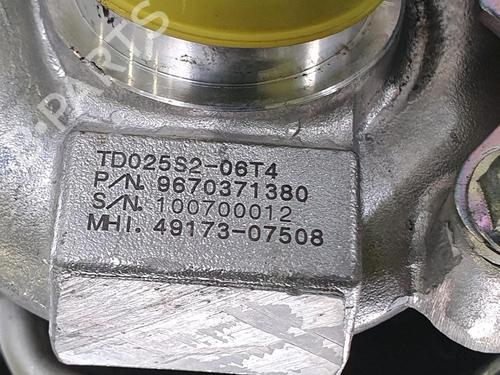 TD025S2-06T4
P/N. 9670371380
S/N. 100700012
MHI. 49173-07508